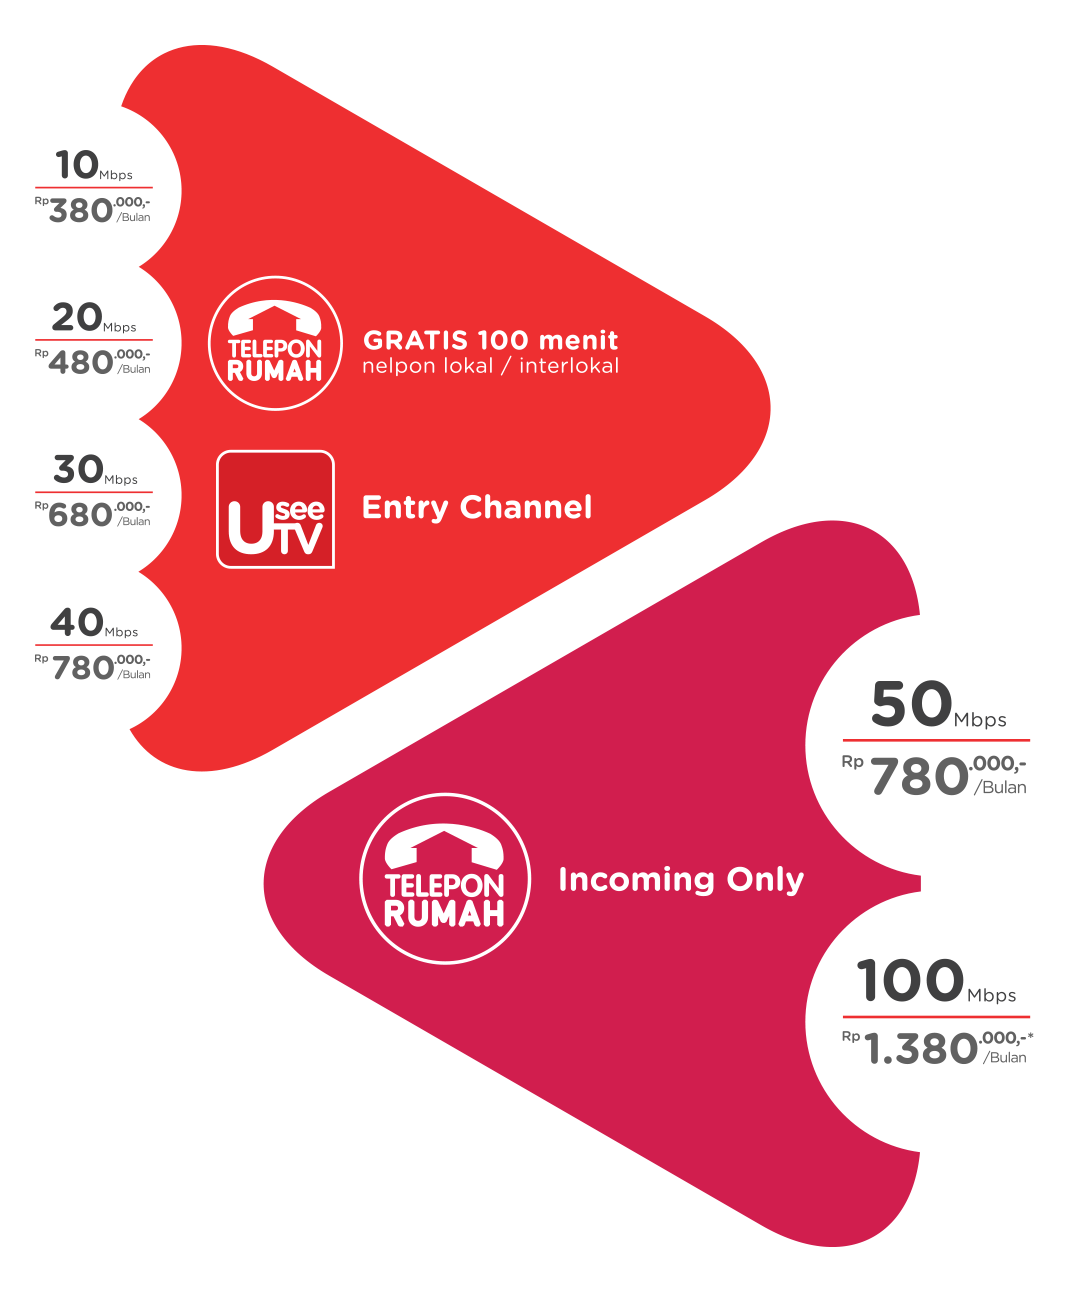 10 Mbps
Rp 380.000,-
/Bulan
20 Mbps
Rp 480.000,-
/Bulan
30 Mbps
Rp 680.000,-
/Bulan
40 Mbps
Rp 780.000,-
/Bulan
TELEPON
RUMAH
GRATIS 100 menit
nelpon lokal / interlokal
Usee
TV
Entry Channel
TELEPON
RUMAH
Incoming Only
50 Mbps
Rp 780.000,-
/Bulan
100 Mbps
Rp 1.380.000,-*
/Bulan